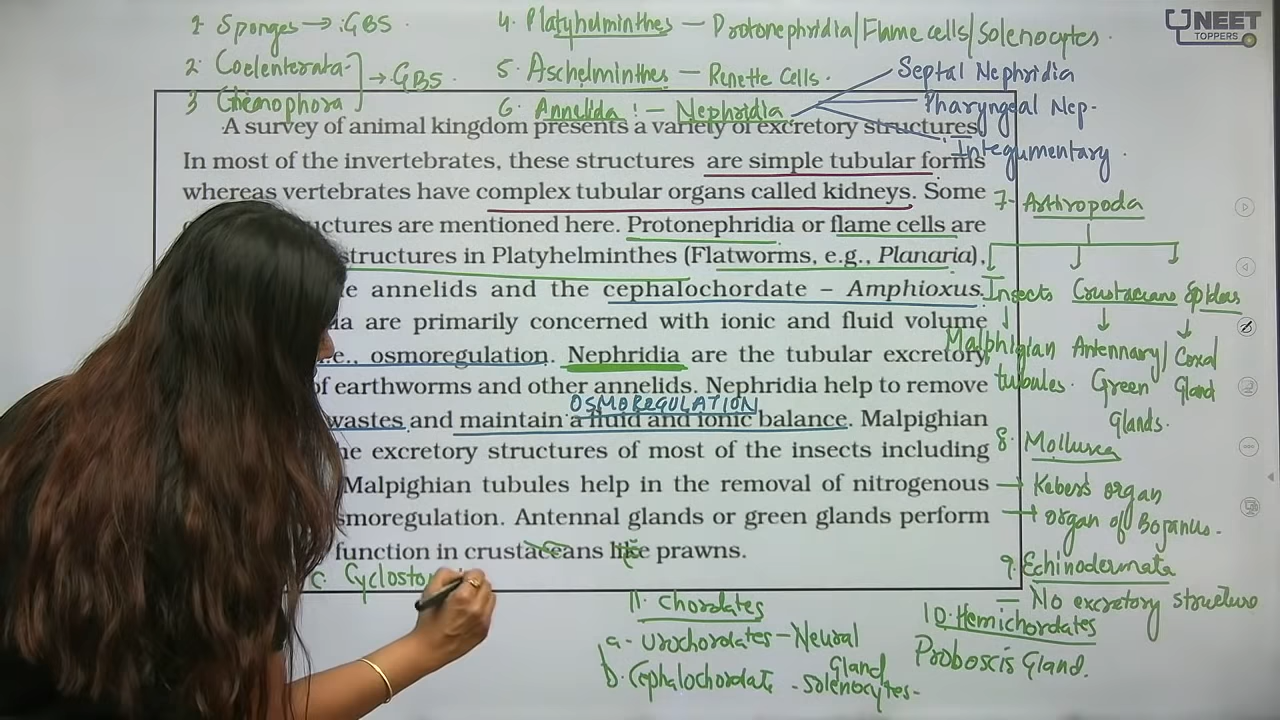 1. Sponges → GBS.
2. Coelenterata
3 Ctenophora
→ GBS.
4. Platyhelminthes — Protonephridia/Flame cells/Solenocytes.
5. Aschelminthes — Renette Cells.
6. Annelida :- Nephridia
Septal Nephridia
Pharyngeal Nep-
Integumentary.
NEET
TOPPERS
A survey of animal kingdom presents a variety of excretory structures.
In most of the invertebrates, these structures are simple tubular forms
whereas vertebrates have complex tubular organs called kidneys. Some
structures are mentioned here. Protonephridia or flame cells are
structures in Platyhelminthes (Flatworms, e.g., Planaria),
annelids and the cephalochordate – Amphioxus.
are primarily concerned with ionic and fluid volume
i.e., osmoregulation. Nephridia are the tubular excretory
of earthworms and other annelids. Nephridia help to remove
OSMOREGULATION
wastes and maintain a fluid and ionic balance. Malpighian
excretory structures of most of the insects including
Malpighian tubules help in the removal of nitrogenous
smoregulation. Antennal glands or green glands perform
function in crustaceans like prawns.
7- Arthropoda
Insects Crustaceans Spiders
Malphigian tubules.
Antennary/ Green Glands.
Coxal Gland
8. Mollusca
→ Keber's organ
→ organ of Bojanus.
9. Echinodermata
— No excretory structure
10. Hemichordates
Proboscis Gland.
11. Chordates
a- Urochordates – Neural Gland
b. Cephalochordate - Solenocytes-
c. Cyclosto